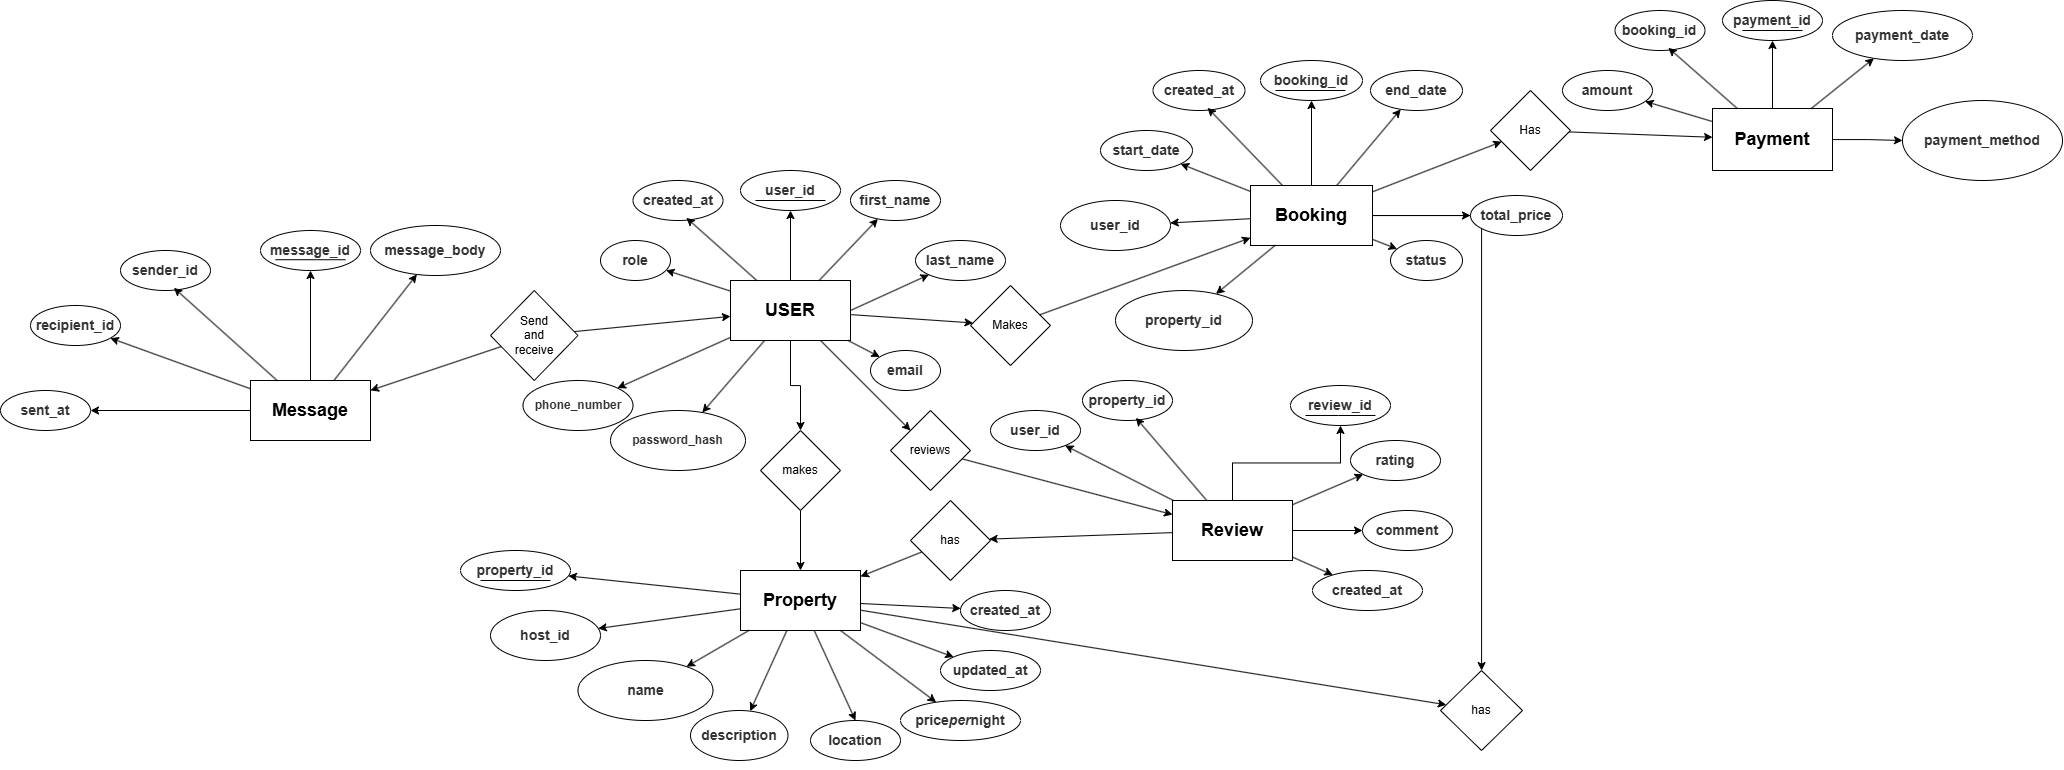 booking_id
payment_id
payment_date
amount
Payment
payment_method
created_at
booking_id
end_date
Has
start_date
Booking
total_price
user_id
status
property_id
created_at
user_id
first_name
role
last_name
USER
Makes
email
phone_number
password_hash
sender_id
message_id
message_body
recipient_id
Send
and
receive
sent_at
Message
makes
reviews
user_id
property_id
review_id
rating
Review
comment
created_at
has
property_id
Property
created_at
host_id
name
description
location
pricepernight
updated_at
has